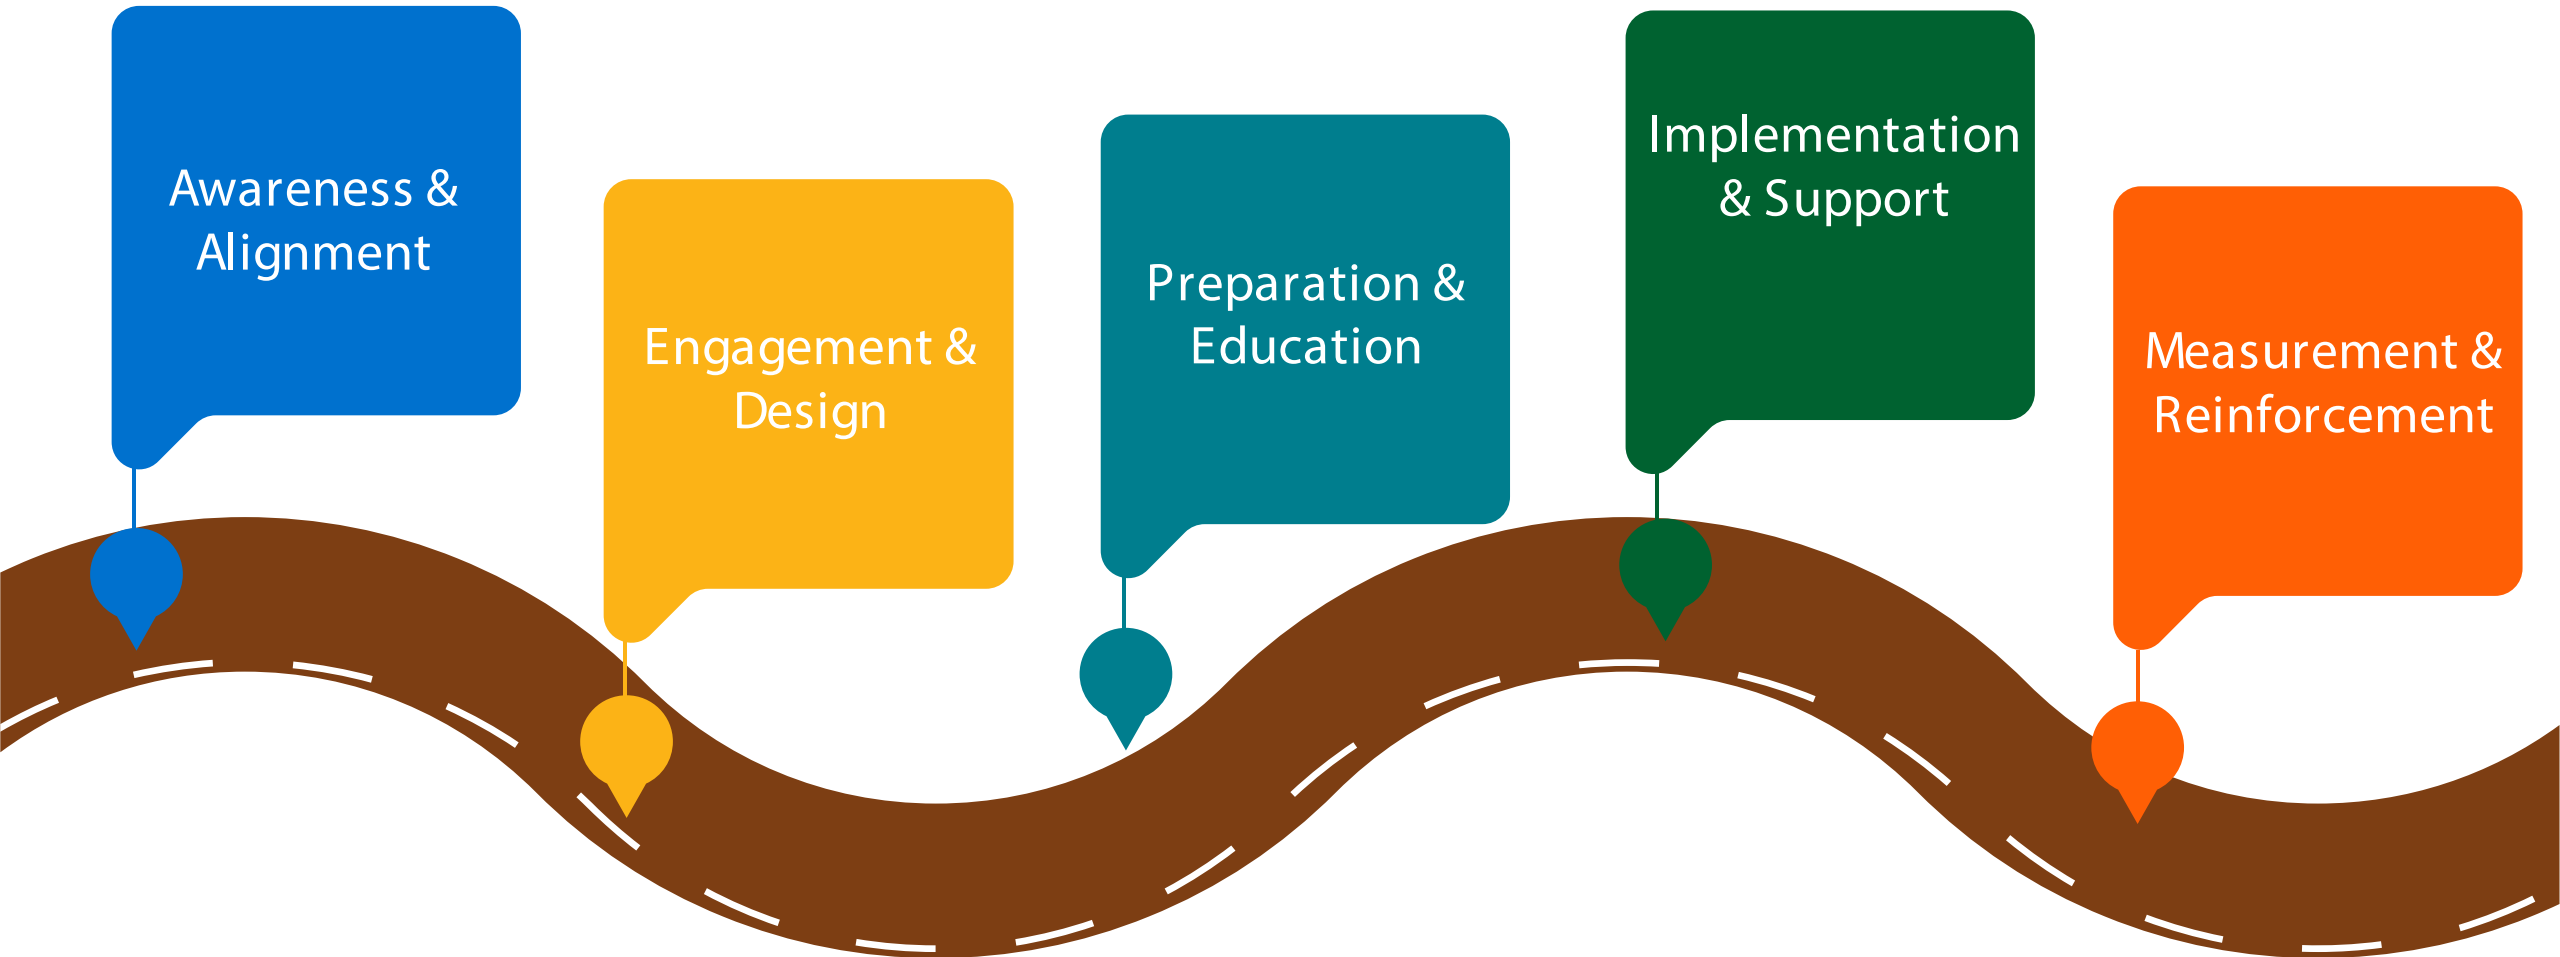 Awareness &
Alignment
Engagement &
Design
Preparation &
Education
Implementation
& Support
Measurement &
Reinforcement